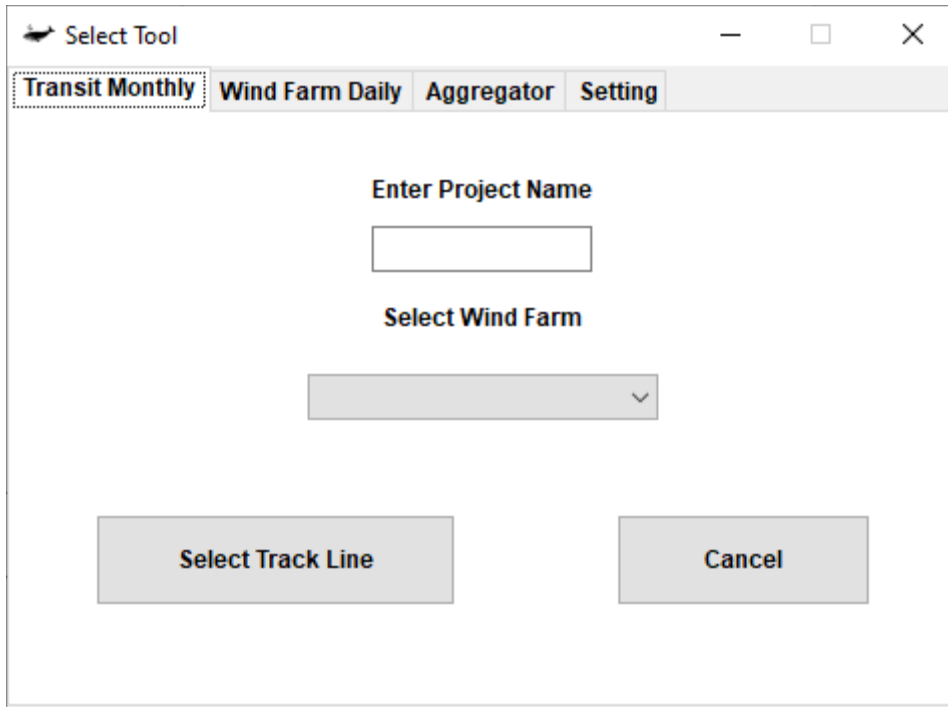 Select Tool
Transit Monthly Wind Farm Daily Aggregator Setting
Enter Project Name
Select Wind Farm
Select Track Line Cancel